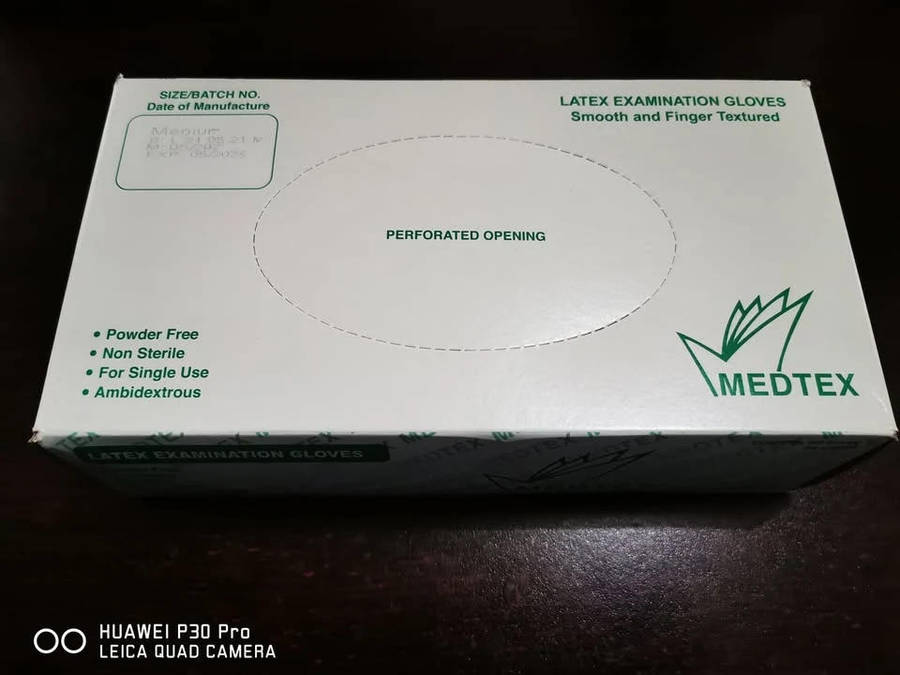 SIZE/BATCH NO.
Date of Manufacture
Medium
LATEX EXAMINATION GLOVES
Smooth and Finger Textured
PERFORATED OPENING
• Powder Free
• Non Sterile
• For Single Use
• Ambidextrous
MEDTEX
LATEX EXAMINATION GLOVES
HUAWEI P30 Pro
LEICA QUAD CAMERA